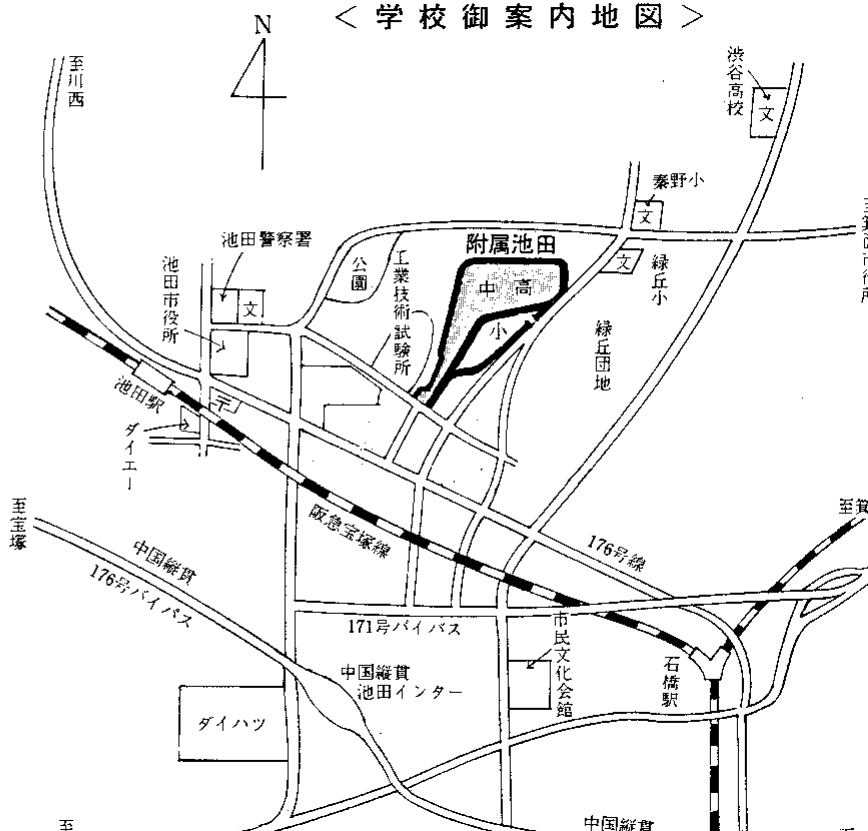 ＜学校御案内地図＞
N
至川西
渋谷高校
文
秦野小
文
池田警察署
附属池田
公園
工業技術試験所
中高
文
緑丘小
池田市役所
文
小
緑丘団地
池田駅
〒
ダイエー
至宝塚
阪急宝塚線
176号線
中国縦貫
176号バイパス
171号バイパス
市民文化会館
石橋駅
中国縦貫
池田インター
ダイハツ
至
中国縦貫